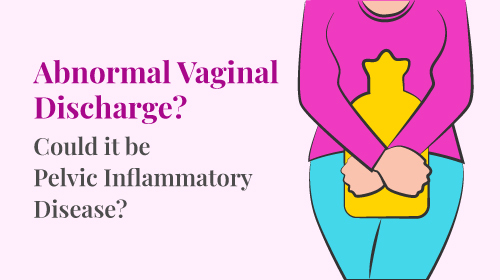 Abnormal Vaginal
Discharge?
Could it be
Pelvic Inflammatory
Disease?